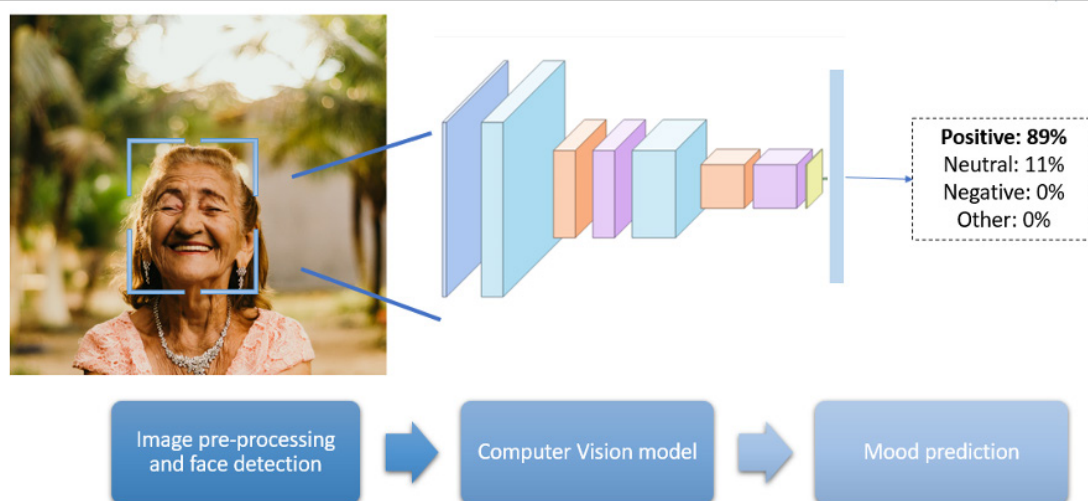 Positive: 89%
Neutral: 11%
Negative: 0%
Other: 0%
Image pre-processing
and face detection
Computer Vision model
Mood prediction